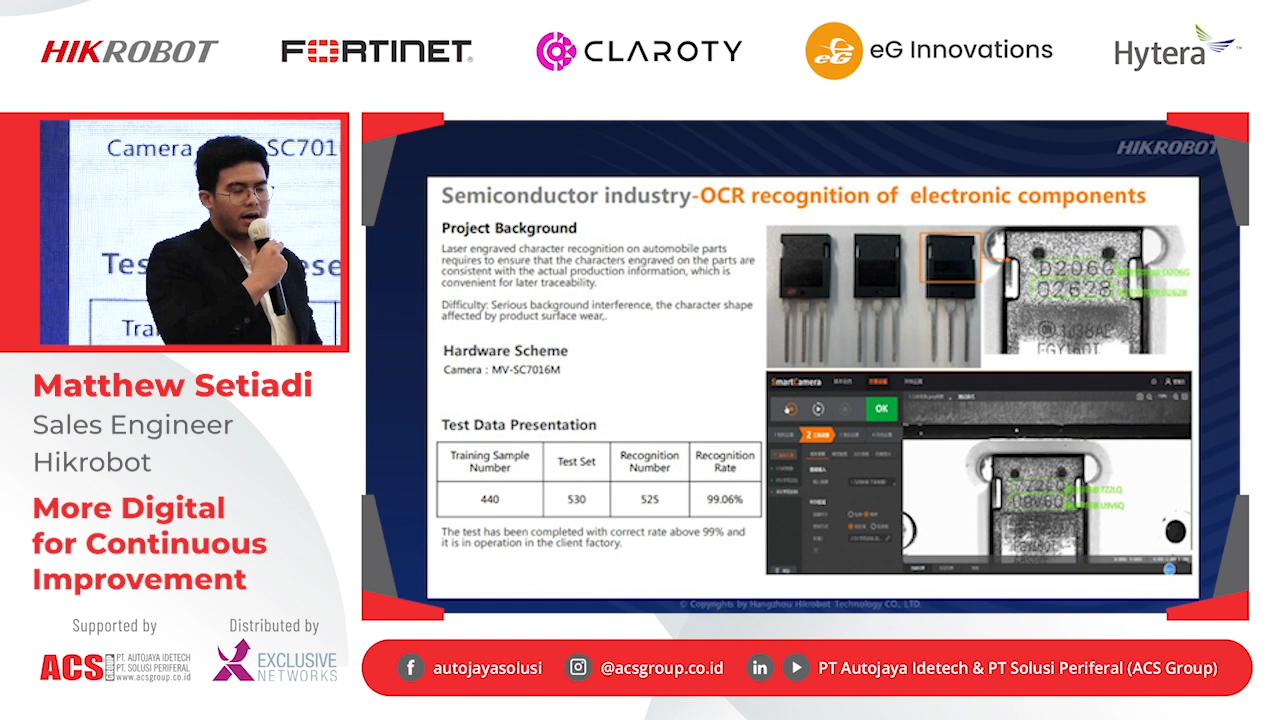 HIKROBOT
FORTINET®
CLAROTY
eG Innovations
Hytera™
Camera
SC701
Tes
ese
Trai
Matthew Setiadi
Sales Engineer
Hikrobot
More Digital
for Continuous
Improvement
Supported by
Distributed by
ACS
PT. AUTOJAYA IDETECH
PT. SOLUSI PERIFERAL
www.acsgroup.co.id
EXCLUSIVE
NETWORKS
HIKROBOT
Semiconductor industry-OCR recognition of electronic components
Project Background
Laser engraved character recognition on automobile parts
requires to ensure that the characters engraved on the parts are
consistent with the actual production information, which is
convenient for later traceability.
Difficulty: Serious background interference, the character shape
affected by product surface wear,.
Hardware Scheme
Camera : MV-SC7016M
Test Data Presentation
Training Sample
Number
Test Set
Recognition
Number
Recognition
Rate
440
530
525
99.06%
The test has been completed with correct rate above 99% and
it is in operation in the client factory.
D206G
O2628
SmartCamera
OK
© Copyrights by Hangzhou Hikrobot Technology CO., LTD.
autojayasolusi
@acsgroup.co.id
PT Autojaya Idetech & PT Solusi Periferal (ACS Group)